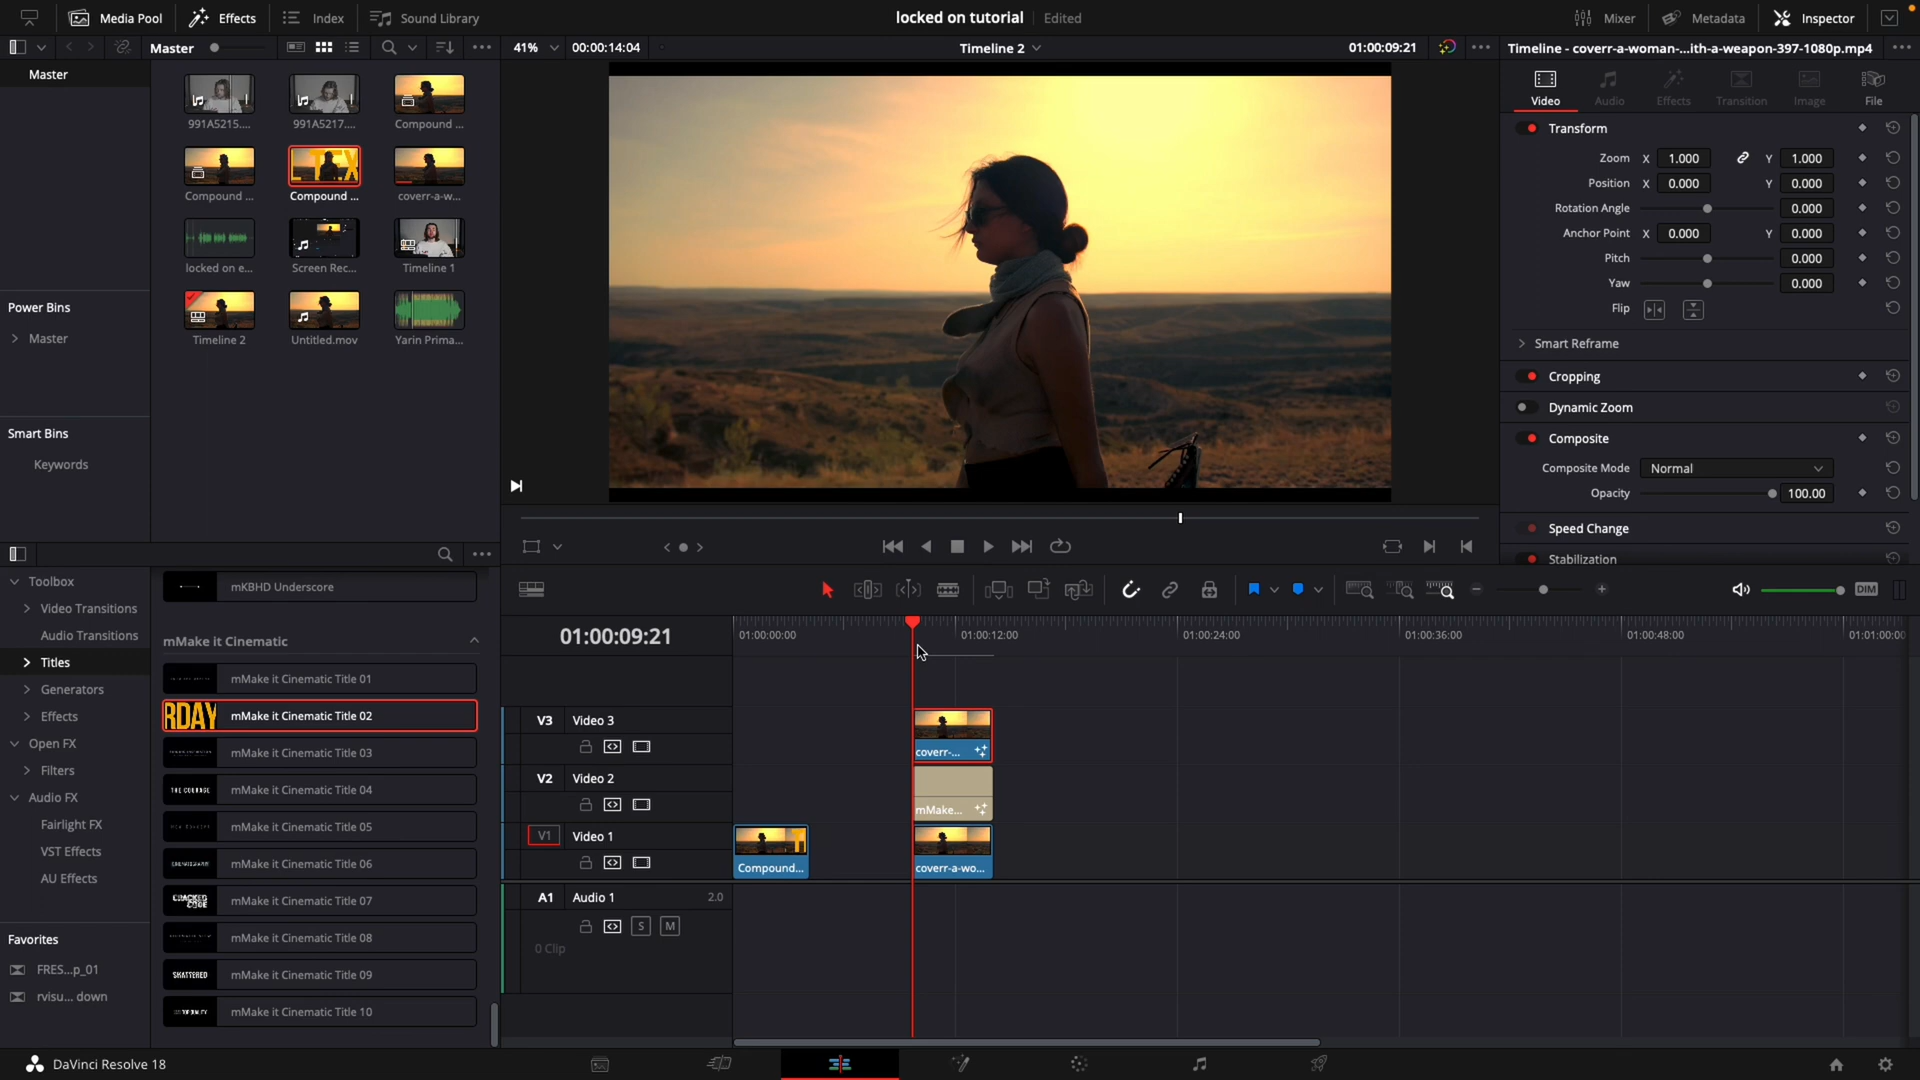 Media Pool Effects Index Sound Library locked on tutorial Edited Mixer Metadata Inspector
Master 41% 00:00:14:04 Timeline 2 01:00:09:21 Timeline - coverr-a-woman-...ith-a-weapon-397-1080p.mp4
Master
991A5215.... 991A5217.... Compound ...
Compound ... Compound ... coverr-a-w...
locked on e... Screen Rec... Timeline 1
Timeline 2 Untitled.mov Yarin Prima...
Power Bins
Master
Smart Bins
Keywords
Video Audio Effects Transition Image File
Transform
Zoom X 1.000 Y 1.000
Position X 0.000 Y 0.000
Rotation Angle 0.000
Anchor Point X 0.000 Y 0.000
Pitch 0.000
Yaw 0.000
Flip
Smart Reframe
Cropping
Dynamic Zoom
Composite
Composite Mode Normal
Opacity 100.00
Speed Change
Stabilization
Toolbox
Video Transitions
Audio Transitions
Titles
Generators
Effects
Open FX
Filters
Audio FX
Fairlight FX
VST Effects
AU Effects
Favorites
FRES...p_01
rvisu... down
mKBHD Underscore
mMake it Cinematic
mMake it Cinematic Title 01
RDAY mMake it Cinematic Title 02
mMake it Cinematic Title 03
THE COURAGE mMake it Cinematic Title 04
mMake it Cinematic Title 05
mMake it Cinematic Title 06
CRACKED CODE mMake it Cinematic Title 07
mMake it Cinematic Title 08
SHATTERED mMake it Cinematic Title 09
mMake it Cinematic Title 10
DIM
01:00:09:21 01:00:00:00 01:00:12:00 01:00:24:00 01:00:36:00 01:00:48:00 01:01:00:00
V3 Video 3
coverr-...
V2 Video 2
mMake...
V1 Video 1
Compound... coverr-a-wo...
A1 Audio 1 2.0
S M
0 Clip
DaVinci Resolve 18